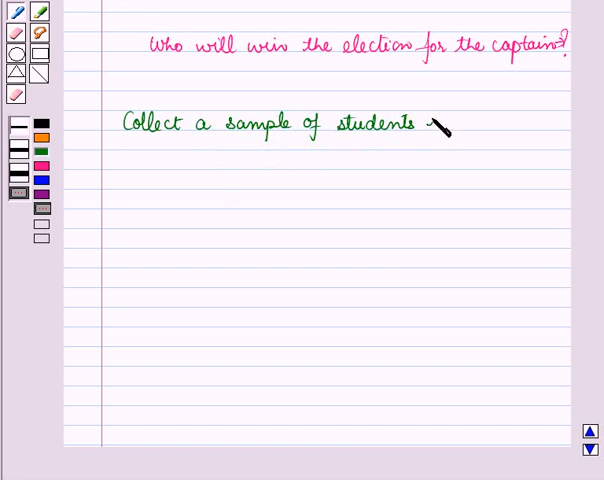 Who will win the election for the captain?
Collect a sample of students